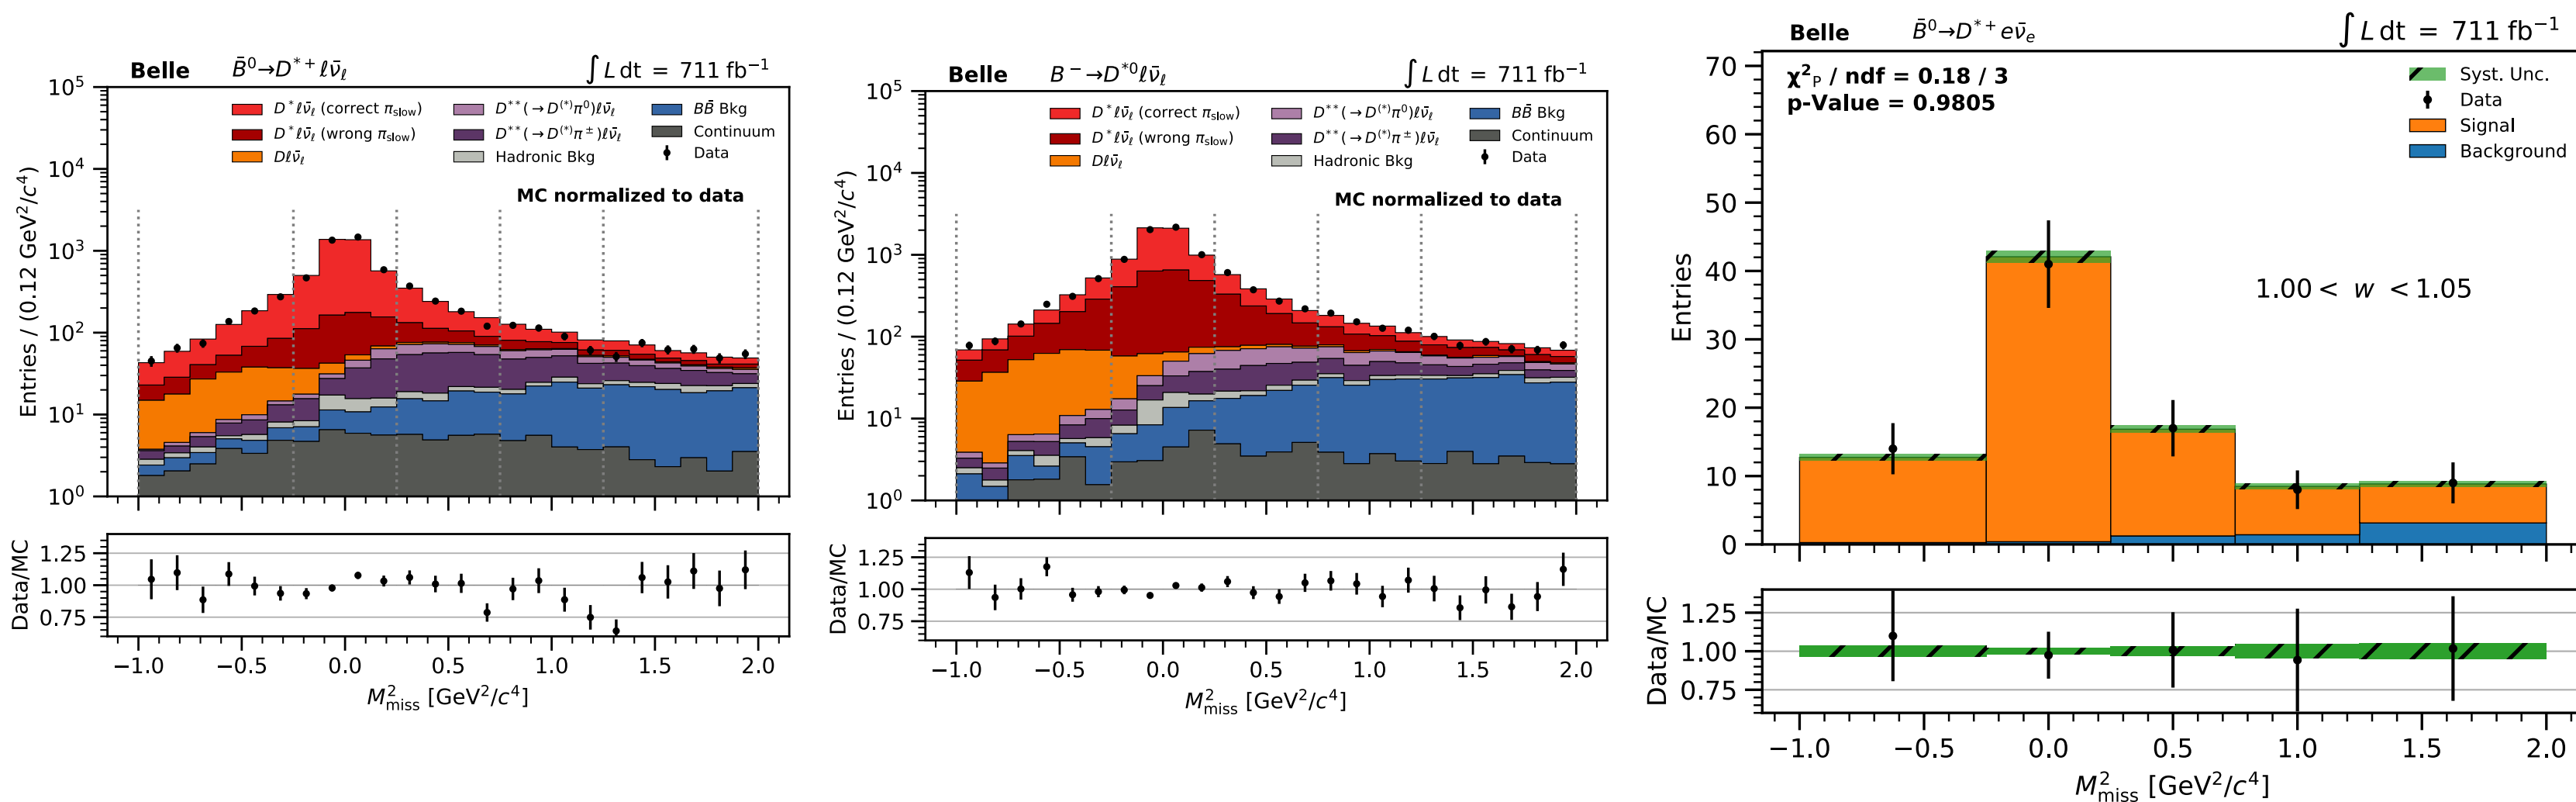 Belle B̄⁰→D*⁺ℓν̄ℓ ∫ L dt = 711 fb⁻¹
D*ℓν̄ℓ (correct πslow)
D*ℓν̄ℓ (wrong πslow)
Dℓν̄ℓ
D**(→D(*)π⁰)ℓν̄ℓ
D**(→D(*)π±)ℓν̄ℓ
Hadronic Bkg
BB̄ Bkg
Continuum
Data
MC normalized to data
Entries / (0.12 GeV²/c⁴)
10⁵
10⁴
10³
10²
10¹
10⁰
Data/MC
1.25
1.00
0.75
−1.0 −0.5 0.0 0.5 1.0 1.5 2.0
M²miss [GeV²/c⁴]
Belle B⁻→D*⁰ℓν̄ℓ ∫ L dt = 711 fb⁻¹
D*ℓν̄ℓ (correct πslow)
D*ℓν̄ℓ (wrong πslow)
Dℓν̄ℓ
D**(→D(*)π⁰)ℓν̄ℓ
D**(→D(*)π±)ℓν̄ℓ
Hadronic Bkg
BB̄ Bkg
Continuum
Data
MC normalized to data
Entries / (0.12 GeV²/c⁴)
10⁵
10⁴
10³
10²
10¹
10⁰
Data/MC
1.25
1.00
0.75
−1.0 −0.5 0.0 0.5 1.0 1.5 2.0
M²miss [GeV²/c⁴]
Belle B̄⁰→D*⁺eν̄e ∫ L dt = 711 fb⁻¹
χ²P / ndf = 0.18 / 3
p-Value = 0.9805
Syst. Unc.
Data
Signal
Background
1.00 < w < 1.05
Entries
70
60
50
40
30
20
10
0
Data/MC
1.25
1.00
0.75
−1.0 −0.5 0.0 0.5 1.0 1.5 2.0
M²miss [GeV²/c⁴]